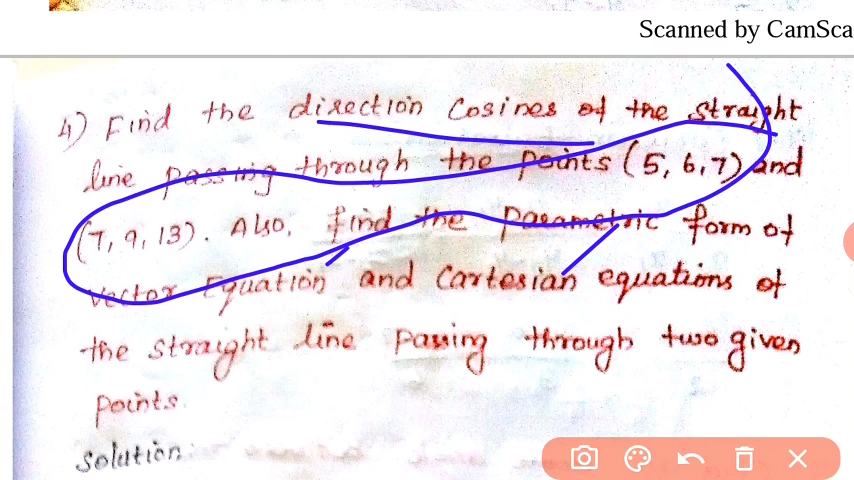 Scanned by CamSca
4) Find the direction Cosines of the straight
line passing through the points (5, 6, 7) and
(7, 9, 13). Also, find the parametric form of
vector Equation and Cartesian equations of
the straight line passing through two given
points.
Solution: